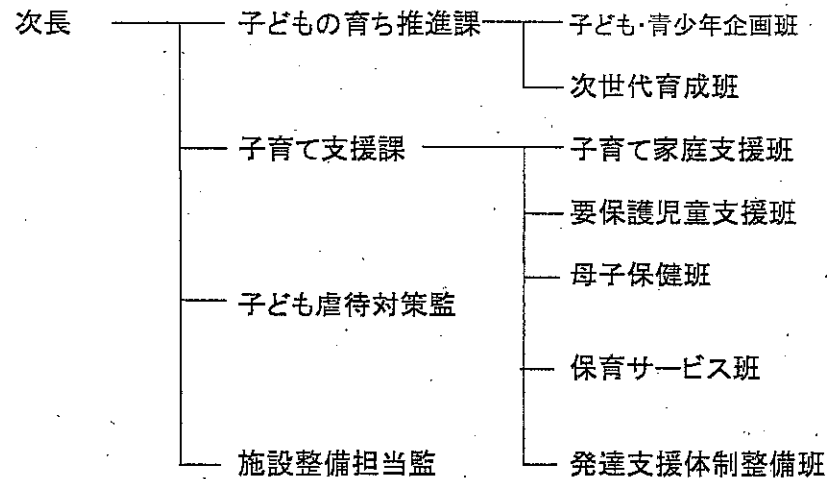 次長 子どもの育ち推進課 子ども・青少年企画班
次世代育成班
子育て支援課 子育て家庭支援班
要保護児童支援班
母子保健班
子ども虐待対策監
保育サービス班
施設整備担当監 発達支援体制整備班